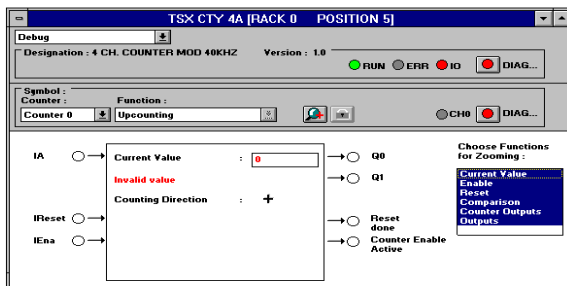 TSX CTY 4A [RACK 0 POSITION 5]
Debug
Designation : 4 CH. COUNTER MOD 40KHZ Version : 1.0
RUN ERR IO DIAG...
Symbol :
Counter : Function :
Counter 0 Upcounting
CH0 DIAG...
IA
Current Value : 0
Invalid value
Counting Direction : +
IReset
IEna
Q0
Q1
Reset
done
Counter Enable
Active
Choose Functions
for Zooming :
Current Value
Enable
Reset
Comparison
Counter Outputs
Outputs